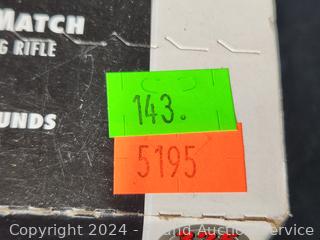 MATCH
G RIFLE
143.
UNDS
5195
Copyright 2024 - Grand Auction Service